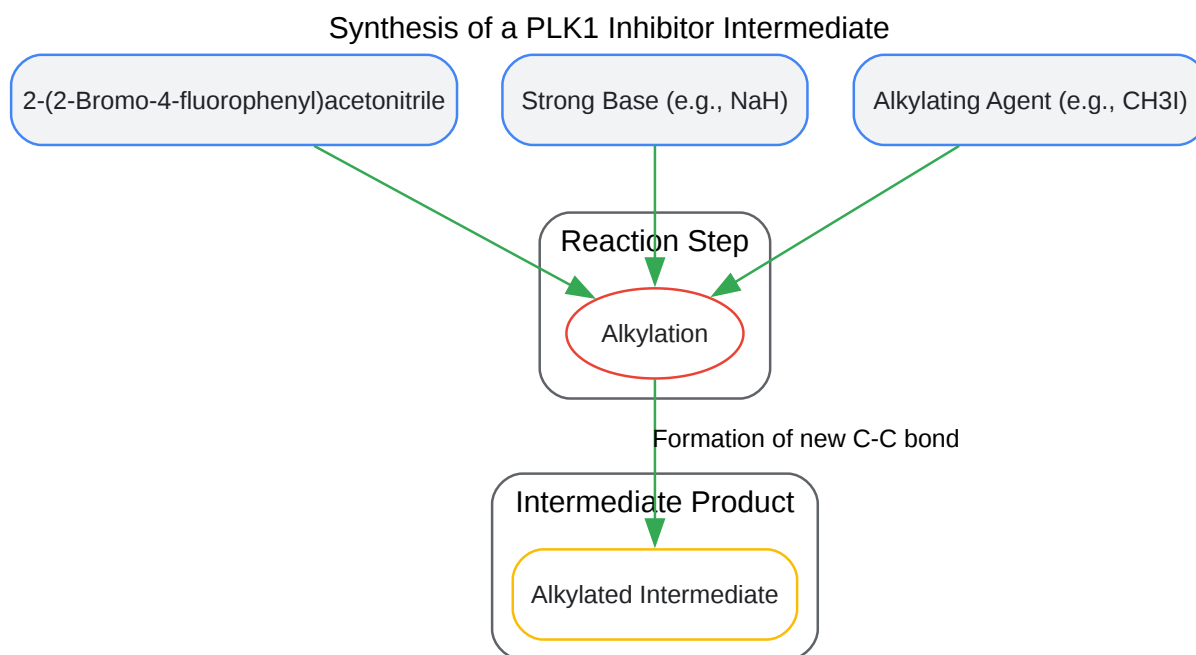 Synthesis of a PLK1 Inhibitor Intermediate
2-(2-Bromo-4-fluorophenyl)acetonitrile
Strong Base (e.g., NaH)
Alkylating Agent (e.g., CH3I)
Reaction Step
Alkylation
Formation of new C-C bond
Intermediate Product
Alkylated Intermediate